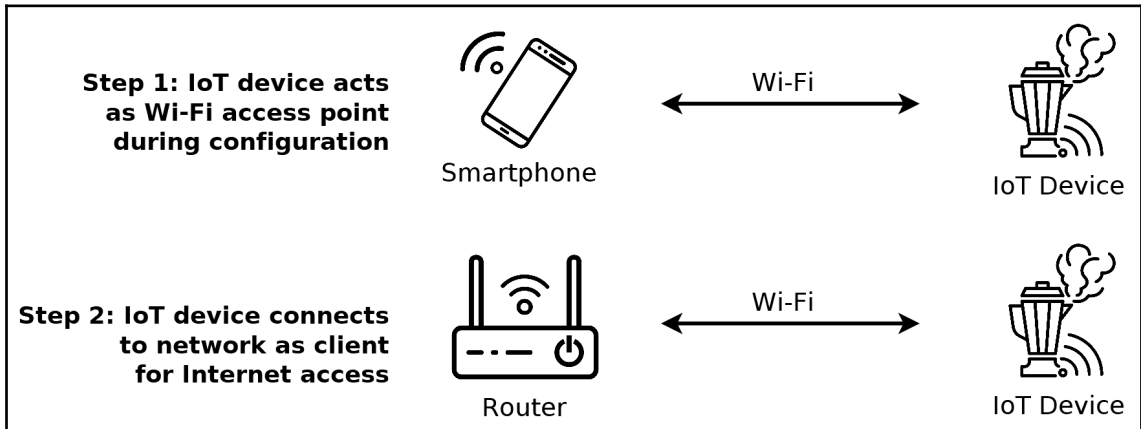 Step 1: IoT device acts
as Wi-Fi access point
during configuration
Smartphone
Wi-Fi
IoT Device
Step 2: IoT device connects
to network as client
for Internet access
Router
Wi-Fi
IoT Device